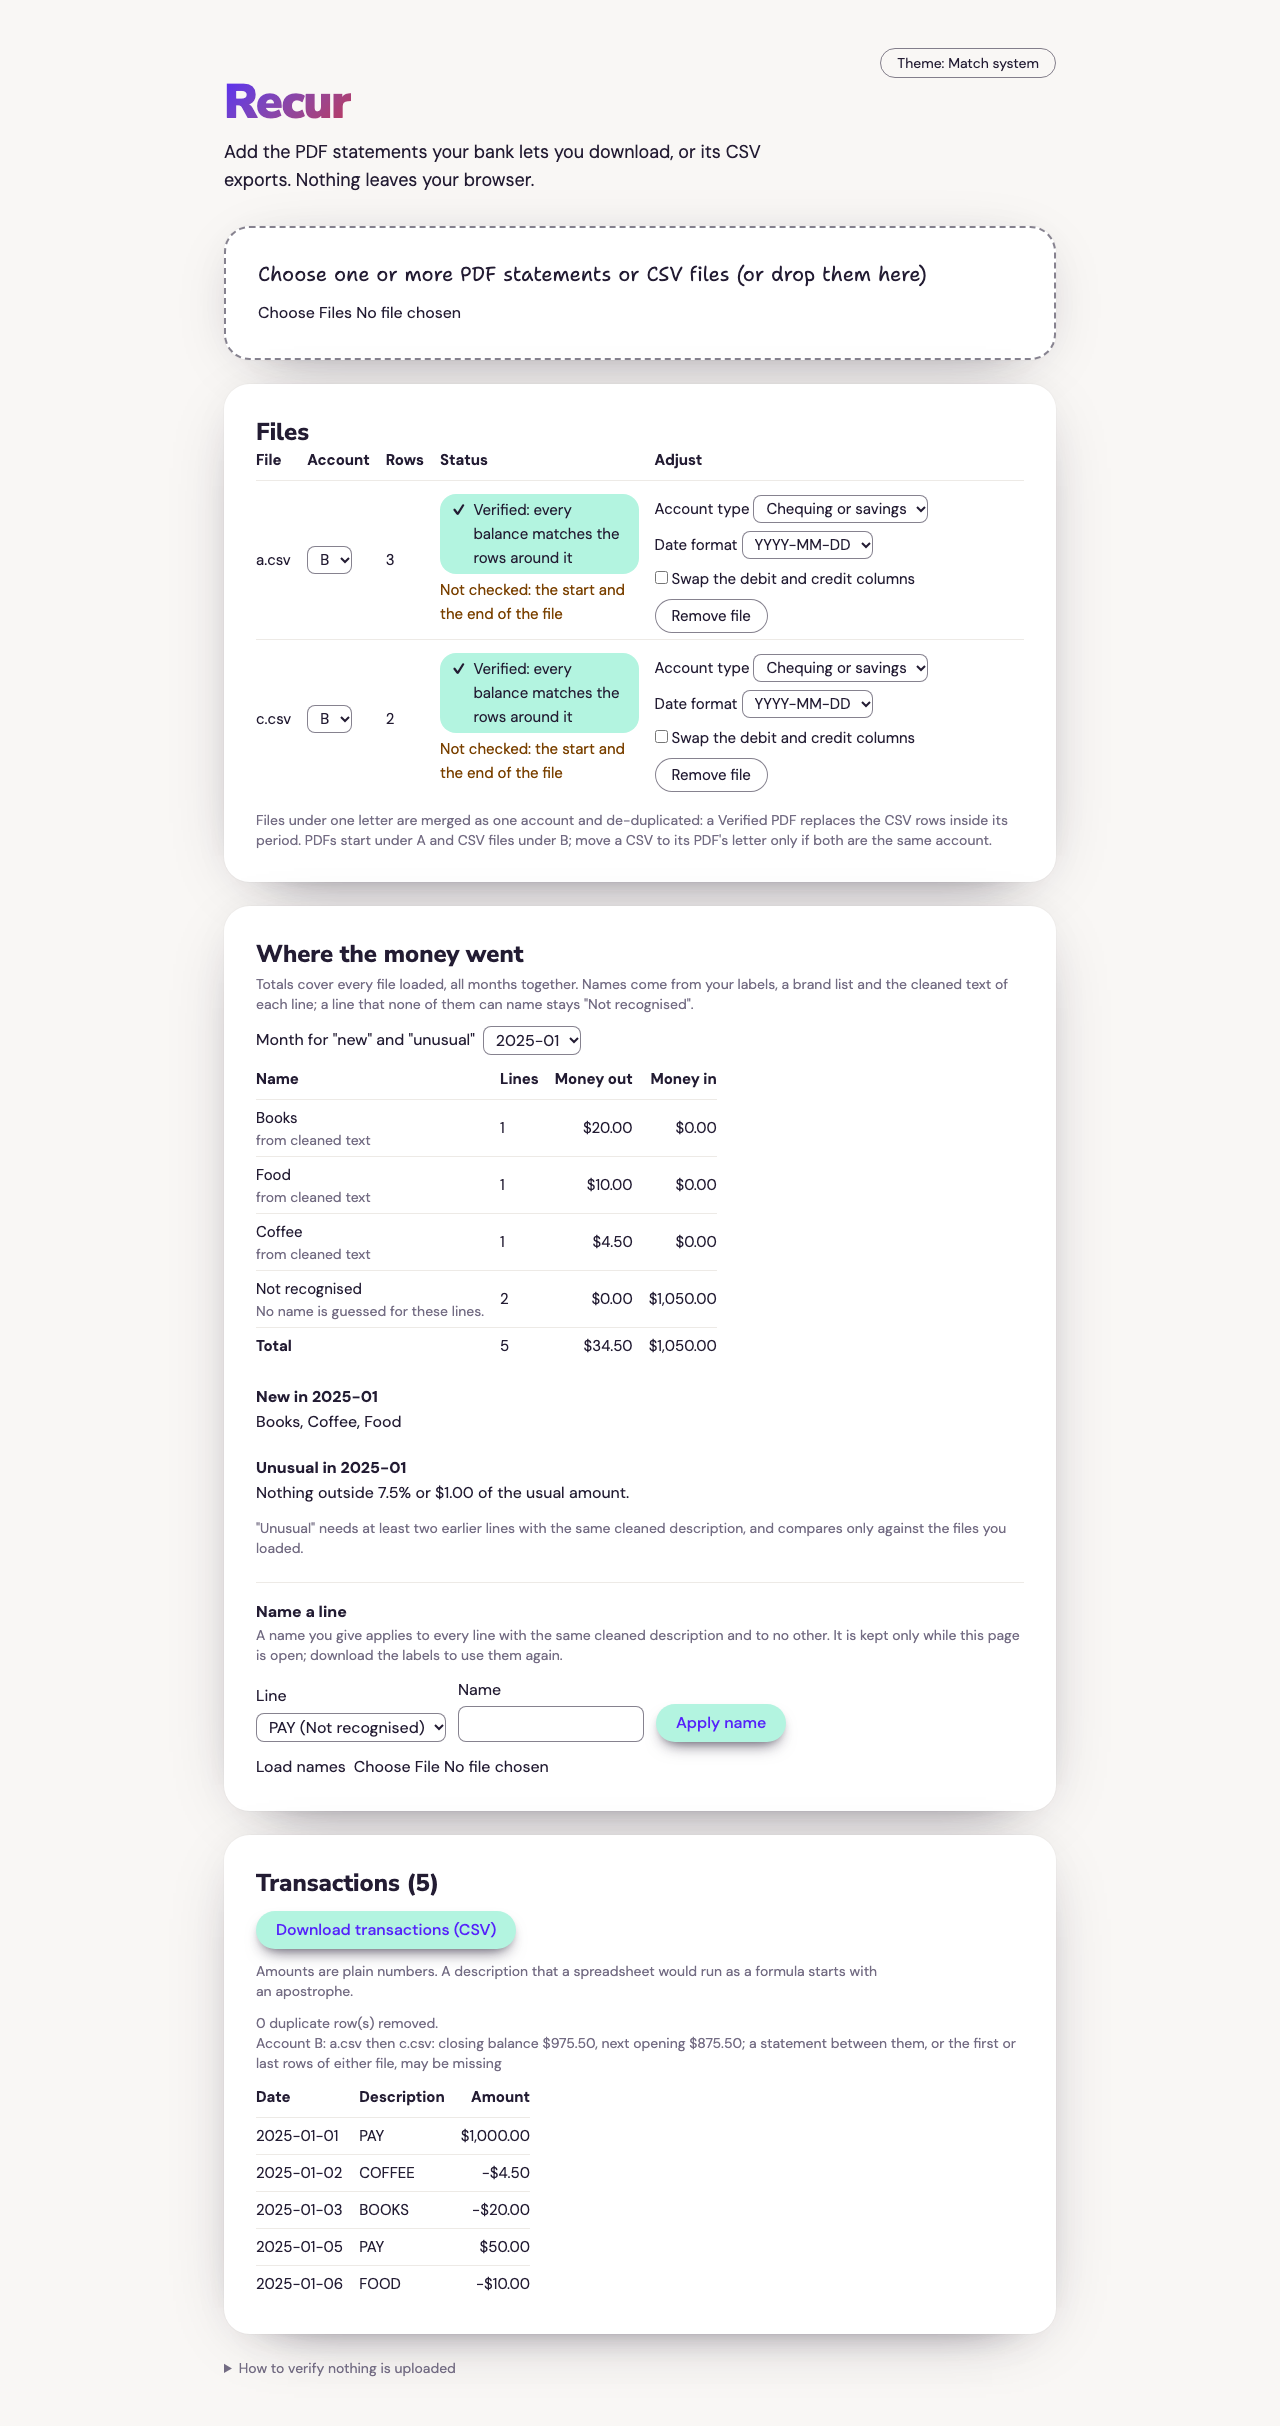 Theme: Match system
Recur
Add the PDF statements your bank lets you download, or its CSV
exports. Nothing leaves your browser.
Choose one or more PDF statements or CSV files (or drop them here)
Choose Files No file chosen
Files
File Account Rows Status Adjust
a.csv B 3
✔ Verified: every
balance matches the
rows around it
Not checked: the start and
the end of the file
Account type Chequing or savings
Date format YYYY-MM-DD
Swap the debit and credit columns
Remove file
c.csv B 2
✔ Verified: every
balance matches the
rows around it
Not checked: the start and
the end of the file
Account type Chequing or savings
Date format YYYY-MM-DD
Swap the debit and credit columns
Remove file
Files under one letter are merged as one account and de-duplicated: a Verified PDF replaces the CSV rows inside its
period. PDFs start under A and CSV files under B; move a CSV to its PDF's letter only if both are the same account.
Where the money went
Totals cover every file loaded, all months together. Names come from your labels, a brand list and the cleaned text of
each line; a line that none of them can name stays "Not recognised".
Month for "new" and "unusual" 2025-01
Name Lines Money out Money in
Books
from cleaned text
1 $20.00 $0.00
Food
from cleaned text
1 $10.00 $0.00
Coffee
from cleaned text
1 $4.50 $0.00
Not recognised
No name is guessed for these lines.
2 $0.00 $1,050.00
Total 5 $34.50 $1,050.00
New in 2025-01
Books, Coffee, Food
Unusual in 2025-01
Nothing outside 7.5% or $1.00 of the usual amount.
"Unusual" needs at least two earlier lines with the same cleaned description, and compares only against the files you
loaded.
Name a line
A name you give applies to every line with the same cleaned description and to no other. It is kept only while this page
is open; download the labels to use them again.
Line
PAY (Not recognised)
Name
Apply name
Load names Choose File No file chosen
Transactions (5)
Download transactions (CSV)
Amounts are plain numbers. A description that a spreadsheet would run as a formula starts with
an apostrophe.
0 duplicate row(s) removed.
Account B: a.csv then c.csv: closing balance $975.50, next opening $875.50; a statement between them, or the first or
last rows of either file, may be missing
Date Description Amount
2025-01-01 PAY $1,000.00
2025-01-02 COFFEE -$4.50
2025-01-03 BOOKS -$20.00
2025-01-05 PAY $50.00
2025-01-06 FOOD -$10.00
How to verify nothing is uploaded